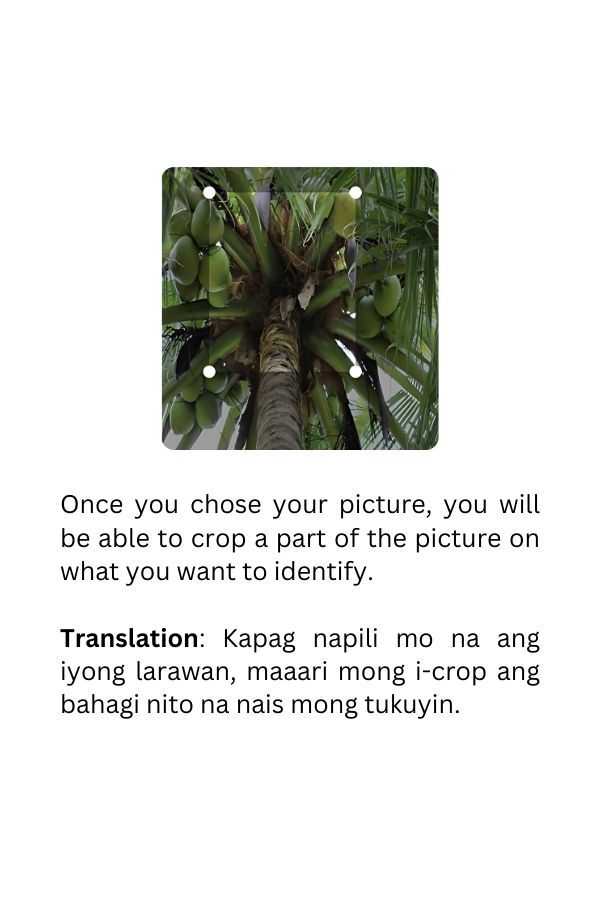 Once you chose your picture, you will
be able to crop a part of the picture on
what you want to identify.
Translation: Kapag napili mo na ang
iyong larawan, maaari mong i-crop ang
bahagi nito na nais mong tukuyin.